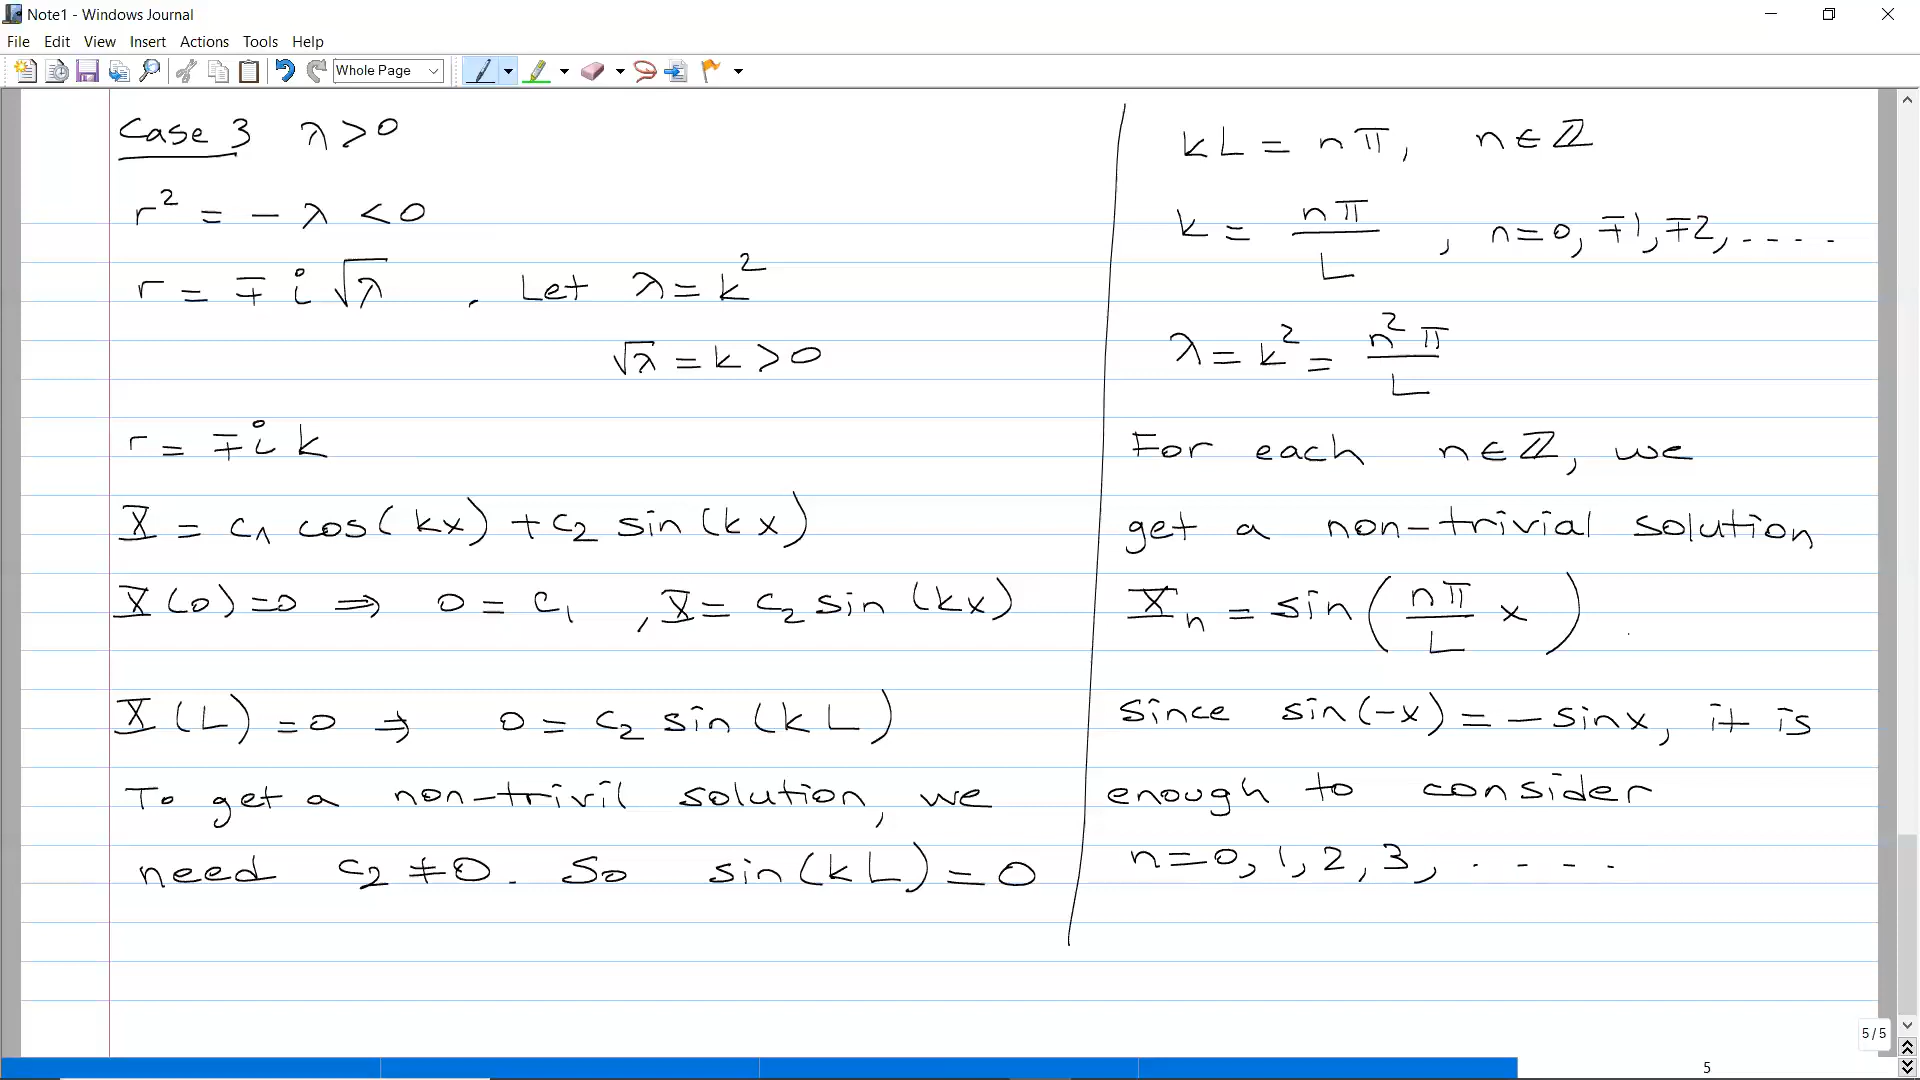 Note1 - Windows Journal
File Edit View Insert Actions Tools Help
Whole Page
Case 3 λ > 0
r² = - λ < 0
r = ∓ i √λ . Let λ = k²
√λ = k > 0
r = ∓ i k
X = c₁ cos(kx) + c₂ sin(kx)
X(0) = 0 ⇒ 0 = c₁ , X = c₂ sin(kx)
X(L) = 0 ⇒ 0 = c₂ sin(kL)
To get a non-trivil solution, we
need c₂ ≠ 0. So sin(kL) = 0
kL = nπ, n ∈ ℤ
k = nπ/L , n = 0, ∓1, ∓2, ....
λ = k² = n²π/L
For each n ∈ ℤ, we
get a non-trivial solution
Xₙ = sin(nπ/L x)
since sin(-x) = - sinx, it is
enough to consider
n = 0, 1, 2, 3, ....
5 / 5
5